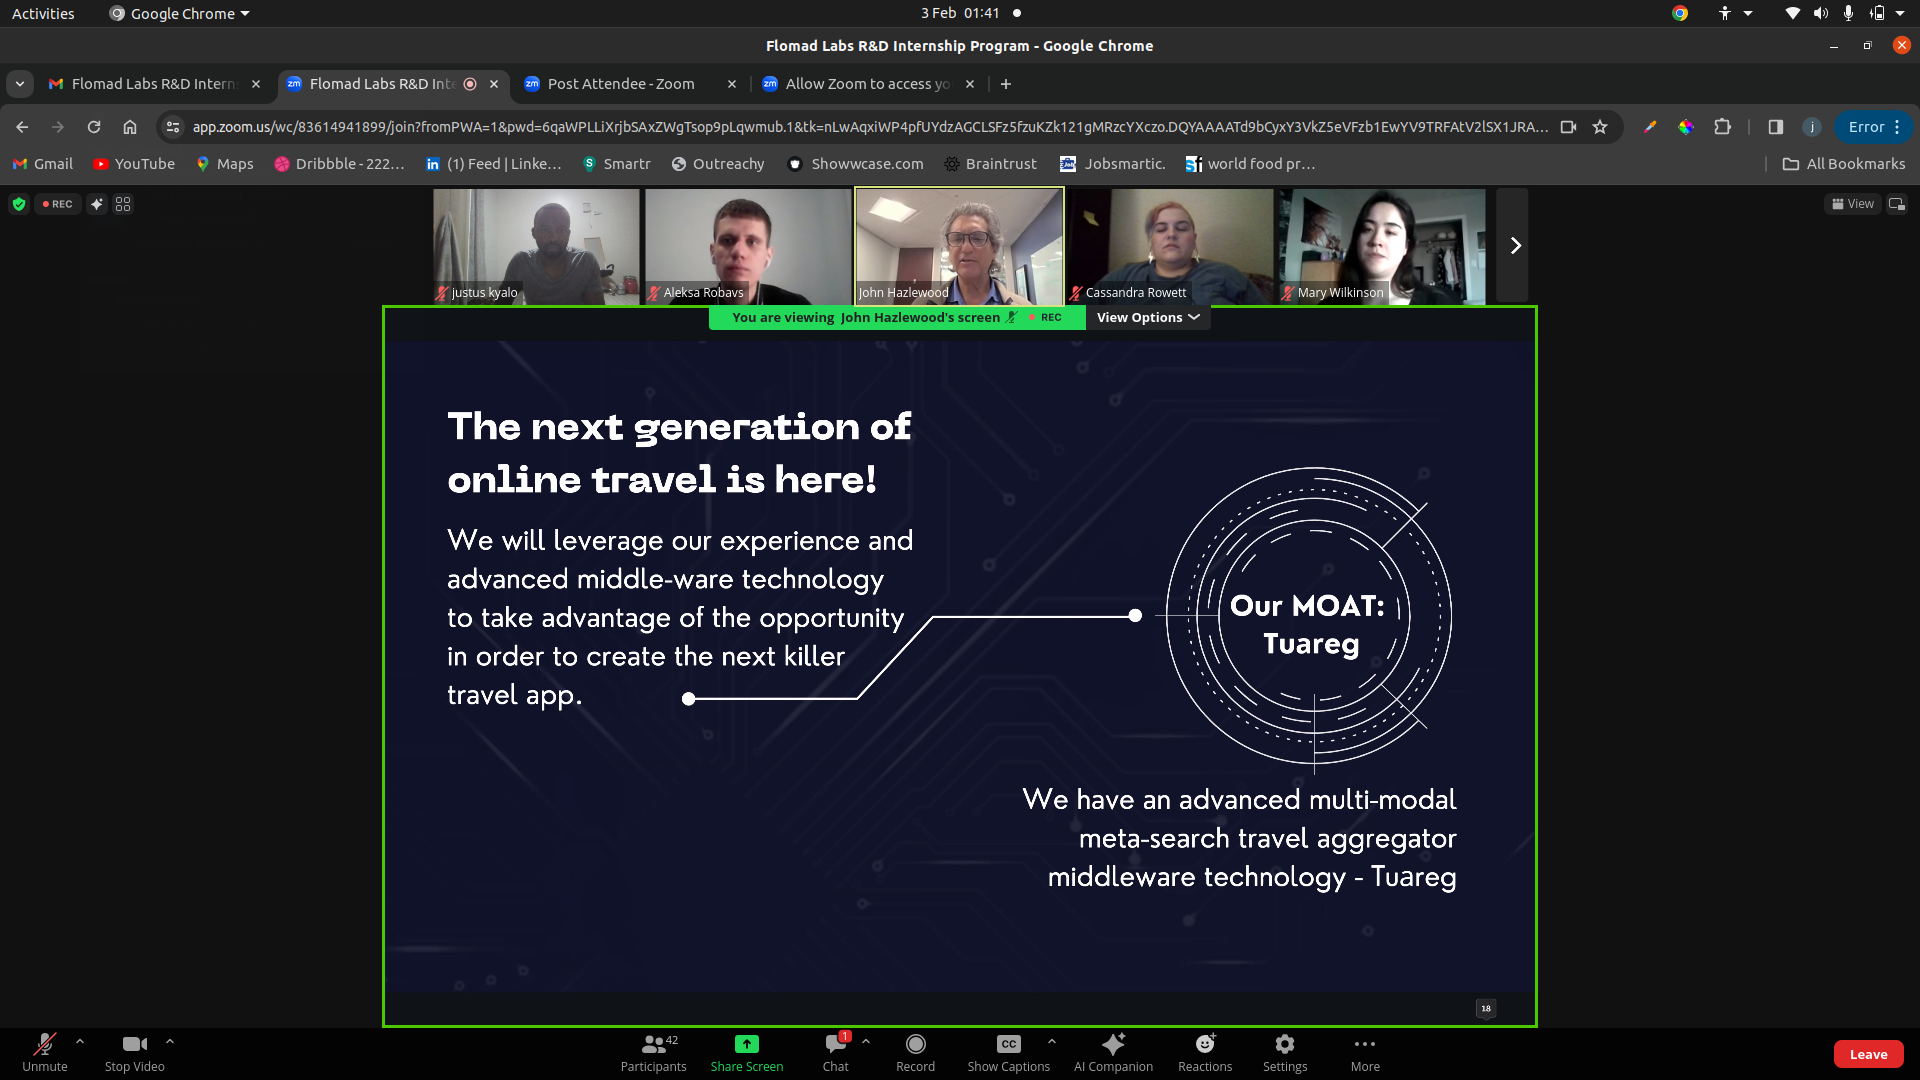 Activities
Google Chrome
3 Feb 01:41
Flomad Labs R&D Internship Program - Google Chrome
Flomad Labs R&D Intern
Flomad Labs R&D Inte
Post Attendee - Zoom
Allow Zoom to access yo
app.zoom.us/wc/83614941899/join?fromPWA=1&pwd=6qaWPLLiXrjbSAxZWgTsop9pLqwmub.1&tk=nLwAqxiWP4pfUYdzAGCLSFz5fzuKZk121gMRzcYXczo.DQYAAAATd9bCyxY3VkZ5eVFzb1EwYV9TRFAtV2lSX1JRA...
j
Error
Gmail
YouTube
Maps
Dribbble - 222...
(1) Feed | Linke...
Smartr
Outreachy
Showwcase.com
Braintrust
Jobsmartic.
world food pr...
All Bookmarks
REC
View
justus kyalo
Aleksa Robavs
John Hazlewood
Cassandra Rowett
Mary Wilkinson
You are viewing John Hazlewood's screen
REC
View Options
The next generation of
online travel is here!
We will leverage our experience and
advanced middle-ware technology
to take advantage of the opportunity
in order to create the next killer
travel app.
Our MOAT:
Tuareg
We have an advanced multi-modal
meta-search travel aggregator
middleware technology - Tuareg
18
Unmute
Stop Video
Participants
42
Share Screen
Chat
1
Record
CC
Show Captions
AI Companion
Reactions
Settings
More
Leave